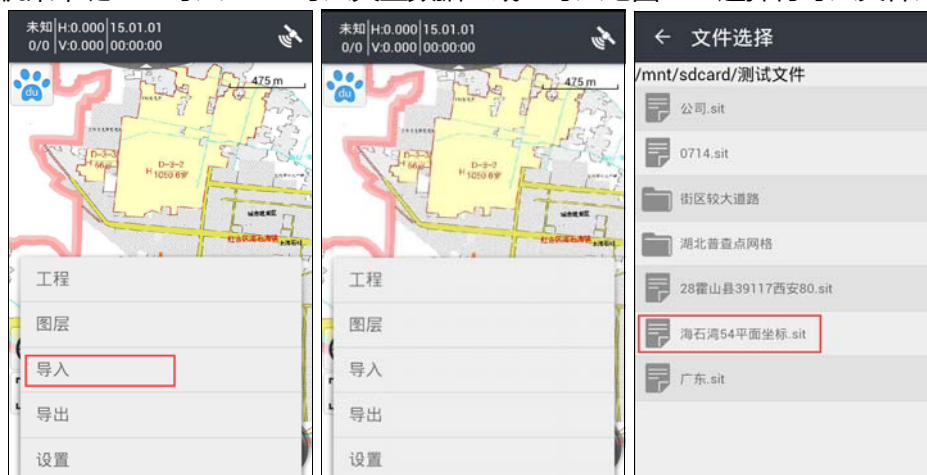 未知 H:0.000 15.01.01
0/0 V:0.000 00:00:00
du
475 m
D-3-2
H 1050.6岁
工程
图层
导入
导出
设置
未知 H:0.000 15.01.01
0/0 V:0.000 00:00:00
du
475 m
D-3-2
H 1050.6岁
工程
图层
导入
导出
设置
文件选择
/mnt/sdcard/测试文件
公司.sit
0714.sit
街区较大道路
湖北普查点网格
28霍山县39117西安80.sit
海石湾54平面坐标.sit
广东.sit